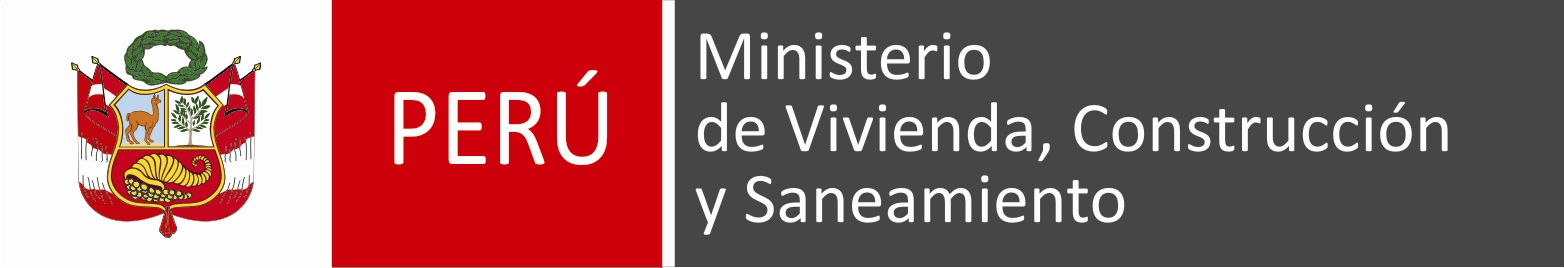 PERÚ
Ministerio
de Vivienda, Construcción
y Saneamiento